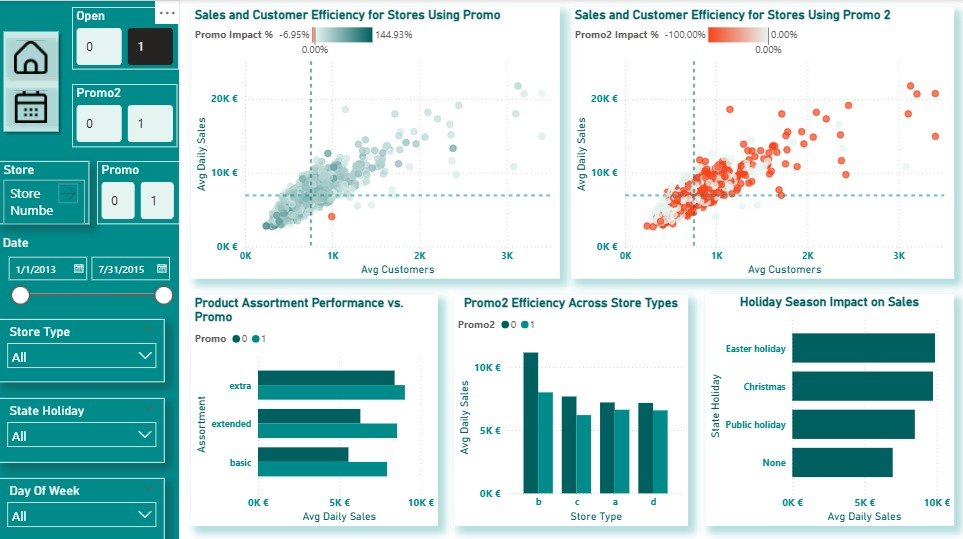 Open
0
1
Promo2
0
1
Store
Store
Numbe
Promo
0
1
Date
1/1/2013
7/31/2015
Store Type
All
State Holiday
All
Day Of Week
All
Sales and Customer Efficiency for Stores Using Promo
Promo Impact % -6.95% 144.93%
0.00%
Avg Daily Sales
20K €
10K €
0K €
0K
1K
2K
3K
Avg Customers
Sales and Customer Efficiency for Stores Using Promo 2
Promo2 Impact % -100.00% 0.00%
0.00%
Avg Daily Sales
20K €
10K €
0K €
0K
1K
2K
3K
Avg Customers
Product Assortment Performance vs.
Promo
Promo 0 1
Assortment
extra
extended
basic
0K €
5K €
10K €
Avg Daily Sales
Promo2 Efficiency Across Store Types
Promo2 0 1
Avg Daily Sales
10K €
5K €
0K €
b
c
a
d
Store Type
Holiday Season Impact on Sales
State Holiday
Easter holiday
Christmas
Public holiday
None
0K €
5K €
10K €
Avg Daily Sales